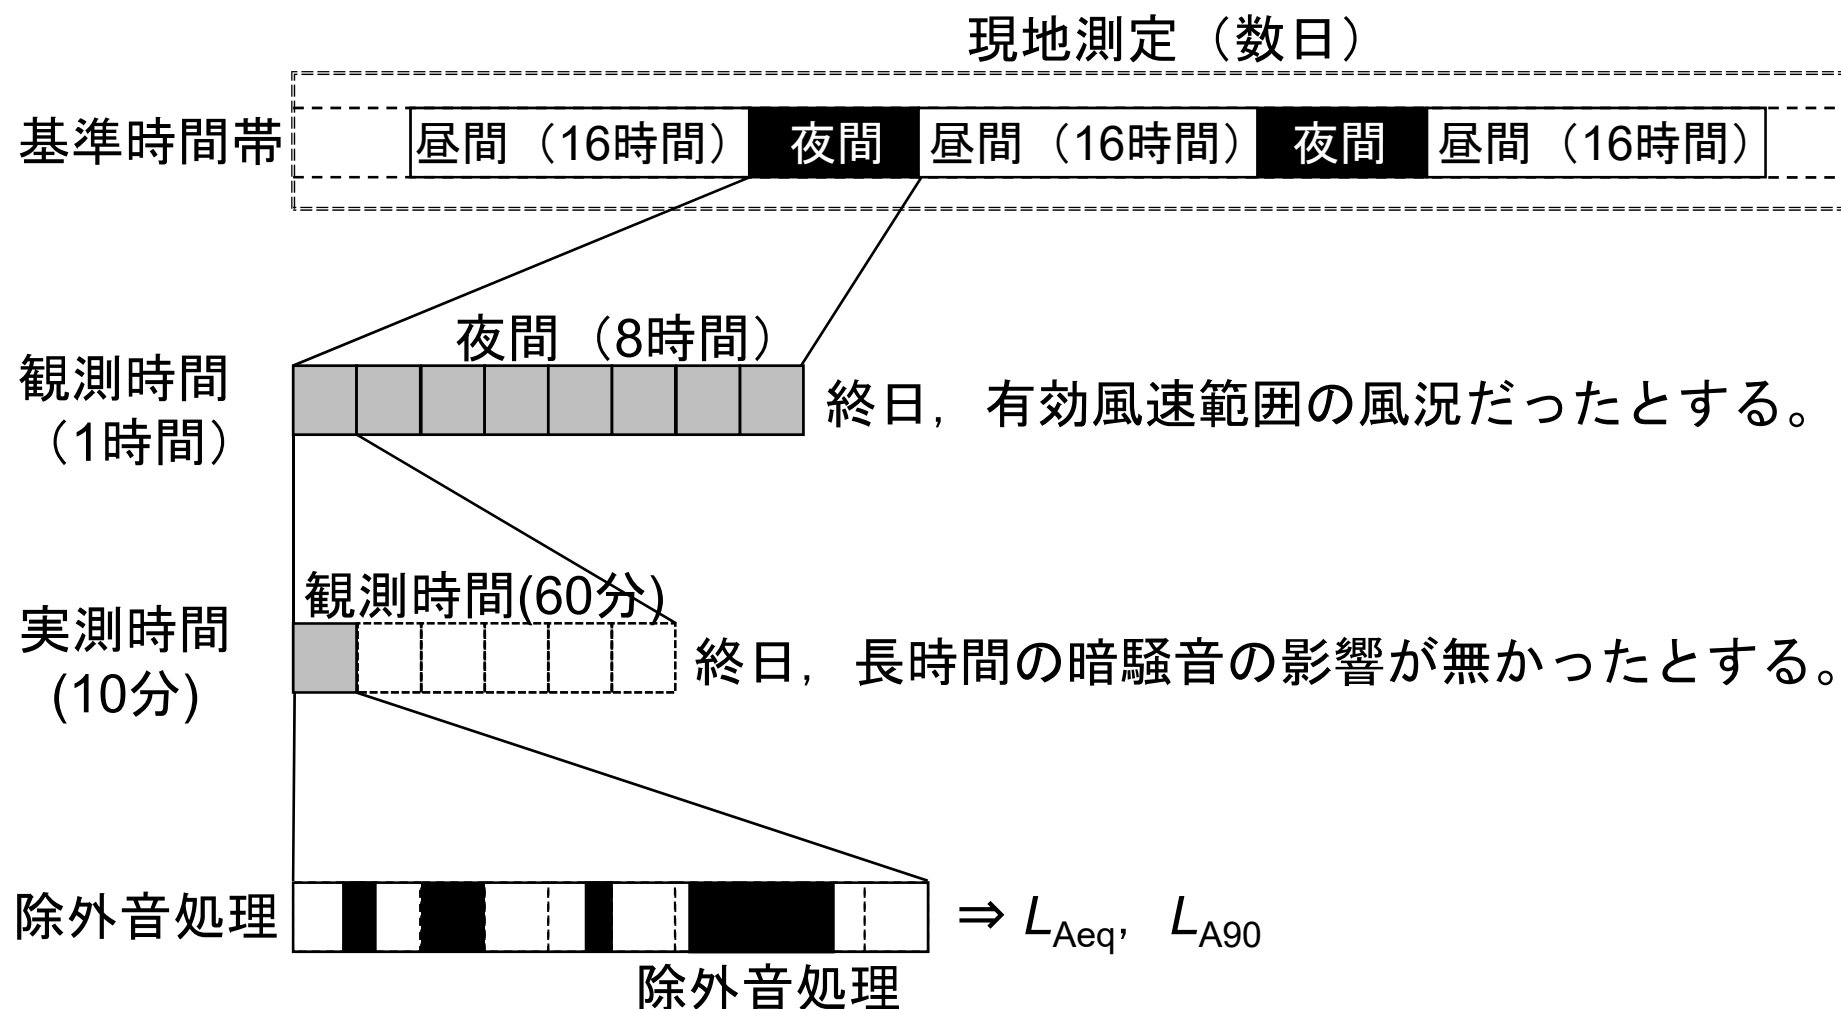 現地測定（数日）
基準時間帯
昼間（16時間） 夜間 昼間（16時間） 夜間 昼間（16時間）
夜間（8時間）
観測時間
（1時間）
終日，有効風速範囲の風況だったとする。
観測時間(60分)
実測時間
(10分)
終日，長時間の暗騒音の影響が無かったとする。
除外音処理
⇒ LAeq，LA90
除外音処理